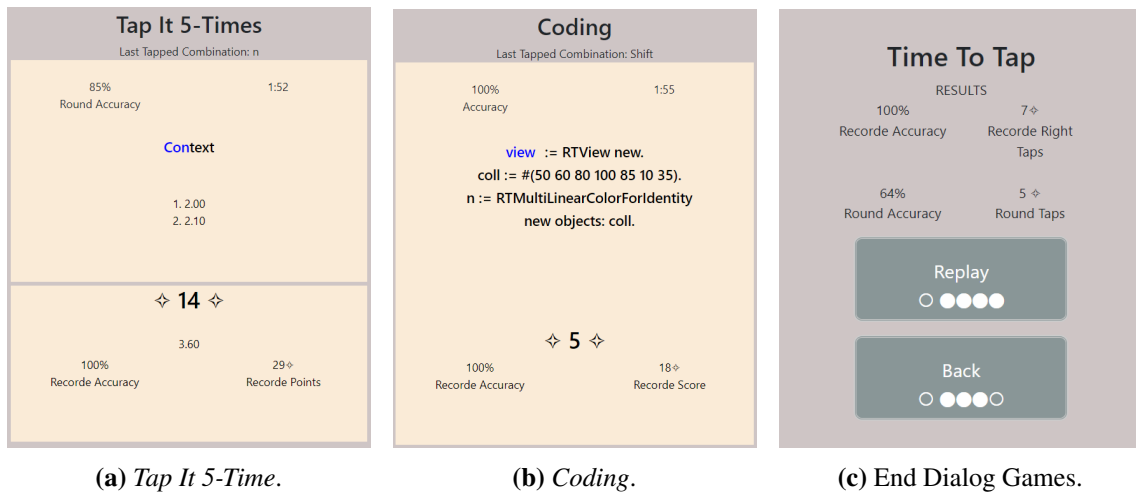 Tap It 5-Times
Last Tapped Combination: n
85%
Round Accuracy
1:52
Context
1. 2.00
2. 2.10
✧ 14 ✧
3.60
100%
Recorde Accuracy
29✧
Recorde Points
(a) Tap It 5-Time.
Coding
Last Tapped Combination: Shift
100%
Accuracy
1:55
view := RTView new.
coll := #(50 60 80 100 85 10 35).
n := RTMultiLinearColorForIdentity
new objects: coll.
✧ 5 ✧
100%
Recorde Accuracy
18✧
Recorde Score
(b) Coding.
Time To Tap
RESULTS
100%
Recorde Accuracy
7✧
Recorde Right
Taps
64%
Round Accuracy
5 ✧
Round Taps
Replay
Back
(c) End Dialog Games.